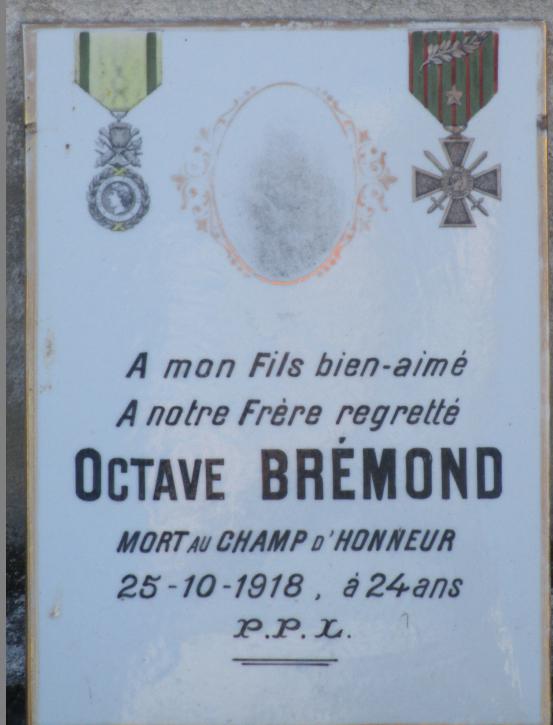 A mon Fils bien-aimé
A notre Frère regretté
OCTAVE BRÉMOND
MORT AU CHAMP D'HONNEUR
25-10-1918, à 24 ans
P.P.L.